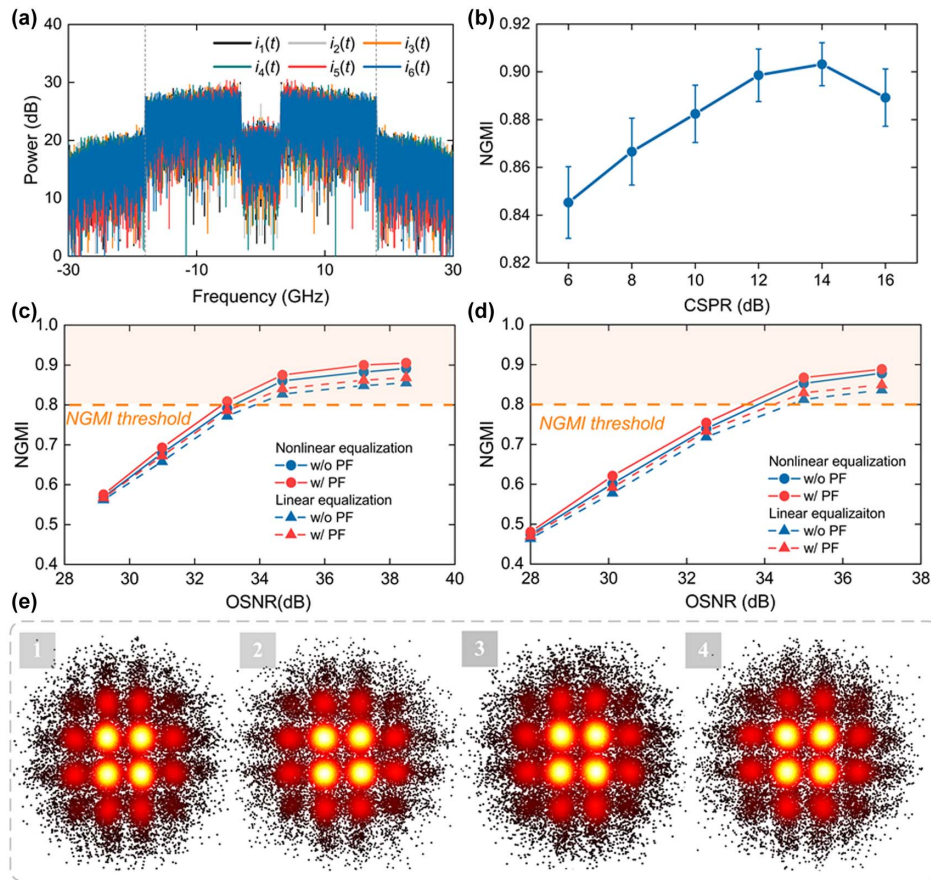 (a)
40
30
20
10
0
Power (dB)
i1(t) i2(t) i3(t)
i4(t) i5(t) i6(t)
-30 -10 10 30
Frequency (GHz)
(b)
0.92
0.90
0.88
0.86
0.84
0.82
NGMI
6 8 10 12 14 16
CSPR (dB)
(c)
1.0
0.9
0.8
0.7
0.6
0.5
0.4
NGMI
NGMI threshold
Nonlinear equalization
w/o PF
w/ PF
Linear equalization
w/o PF
w/ PF
28 30 32 34 36 38 40
OSNR(dB)
(d)
1.0
0.9
0.8
0.7
0.6
0.5
0.4
NGMI
NGMI threshold
Nonlinear equalization
w/o PF
w/ PF
Linear equalizaiton
w/o PF
w/ PF
28 30 32 34 36 38
OSNR (dB)
(e)
1 2 3 4